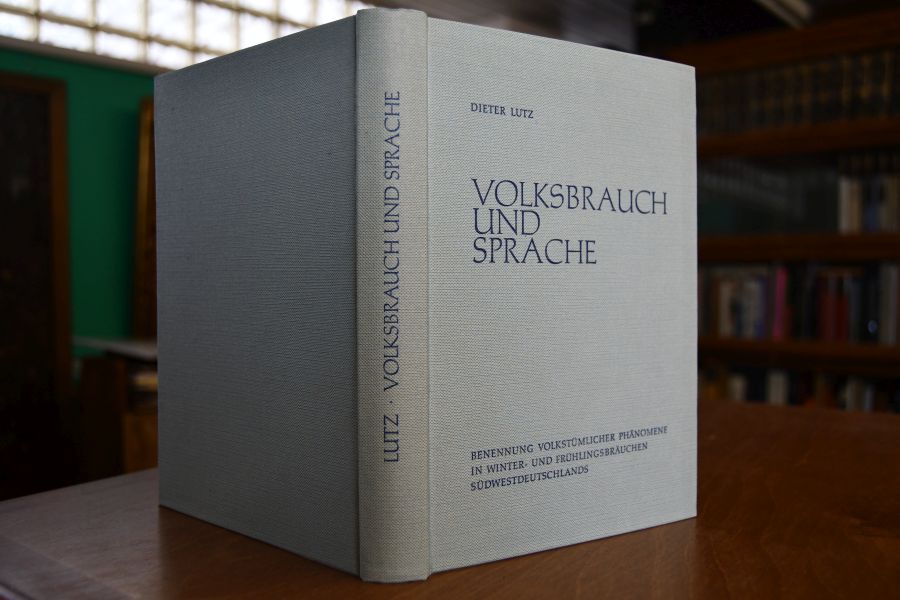 LUTZ · VOLKSBRAUCH UND SPRACHE
DIETER LUTZ
VOLKSBRAUCH
UND
SPRACHE
BENENNUNG VOLKSTÜMLICHER PHÄNOMENE
IN WINTER- UND FRÜHLINGSBRÄUCHEN
SÜDWESTDEUTSCHLANDS